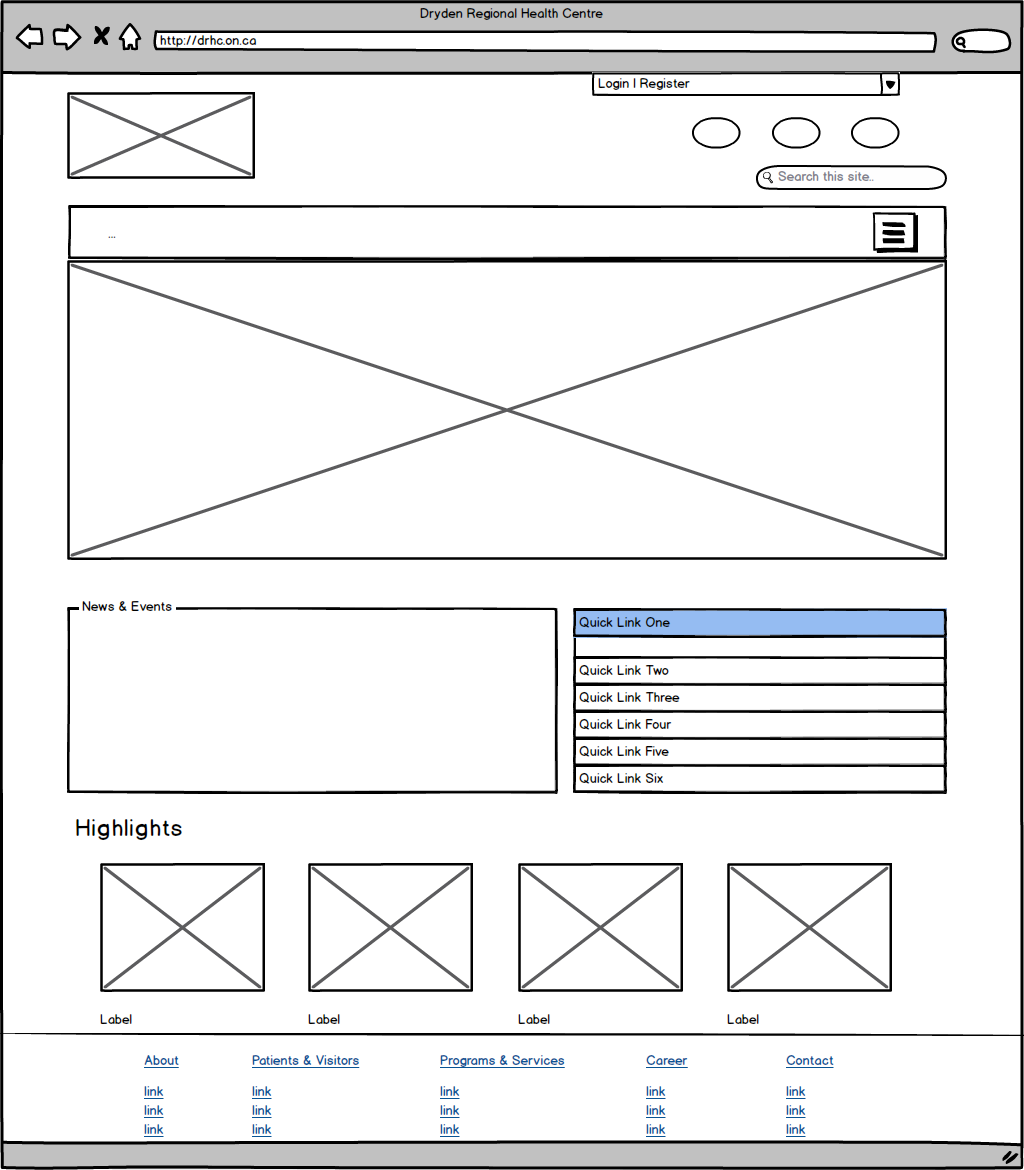 Dryden Regional Health Centre
http://drhc.on.ca
Login | Register
Search this site..
...
News & Events
Quick Link One
Quick Link Two
Quick Link Three
Quick Link Four
Quick Link Five
Quick Link Six
Highlights
Label Label Label Label
About Patients & Visitors Programs & Services Career Contact
link link link link link
link link link link link
link link link link link